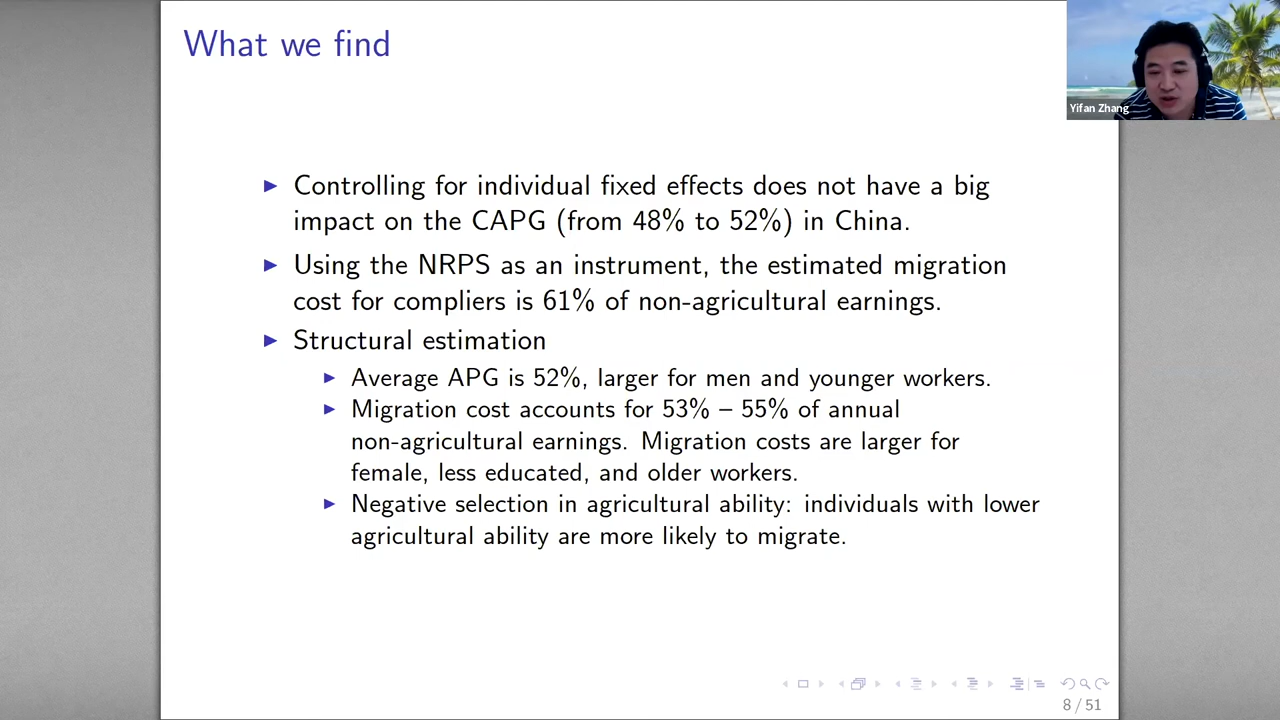 What we find
Yifan Zhang
► Controlling for individual fixed effects does not have a big
impact on the CAPG (from 48% to 52%) in China.
► Using the NRPS as an instrument, the estimated migration
cost for compliers is 61% of non-agricultural earnings.
► Structural estimation
► Average APG is 52%, larger for men and younger workers.
► Migration cost accounts for 53% – 55% of annual
non-agricultural earnings. Migration costs are larger for
female, less educated, and older workers.
► Negative selection in agricultural ability: individuals with lower
agricultural ability are more likely to migrate.
8 / 51